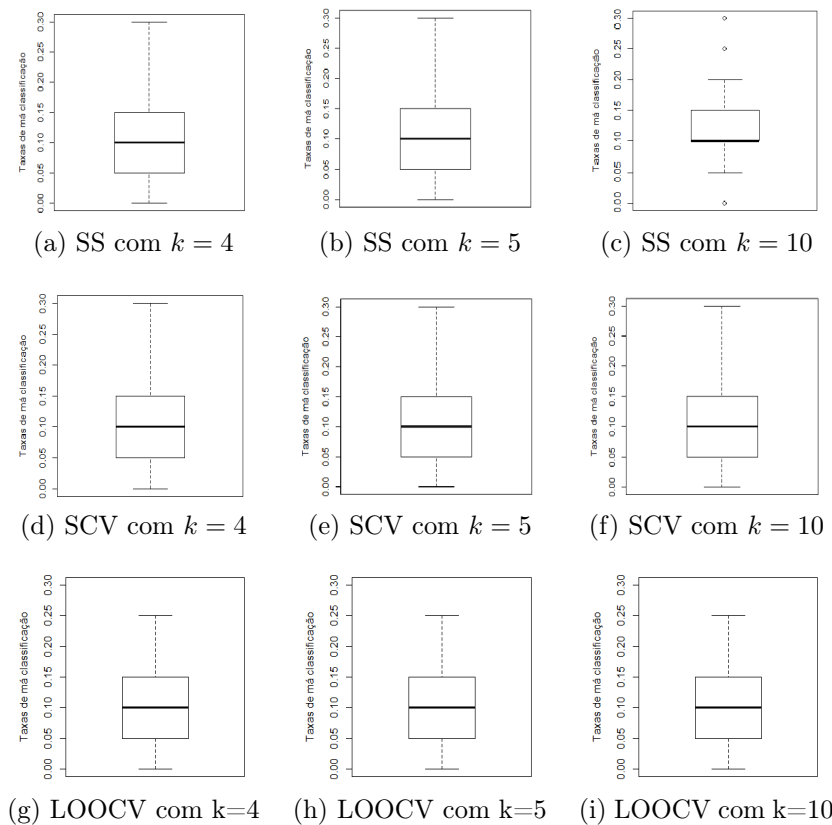 Taxas de má classificação
0.00 0.05 0.10 0.15 0.20 0.25 0.30
(a) SS com k = 4
Taxas de má classificação
0.00 0.05 0.10 0.15 0.20 0.25 0.30
(b) SS com k = 5
Taxas de má classificação
0.00 0.05 0.10 0.15 0.20 0.25 0.30
(c) SS com k = 10
Taxas de má classificação
0.00 0.05 0.10 0.15 0.20 0.25 0.30
(d) SCV com k = 4
Taxas de má classificação
0.00 0.05 0.10 0.15 0.20 0.25 0.30
(e) SCV com k = 5
Taxas de má classificação
0.00 0.05 0.10 0.15 0.20 0.25 0.30
(f) SCV com k = 10
Taxas de má classificação
0.00 0.05 0.10 0.15 0.20 0.25 0.30
(g) LOOCV com k=4
Taxas de má classificação
0.00 0.05 0.10 0.15 0.20 0.25 0.30
(h) LOOCV com k=5
Taxas de má classificação
0.00 0.05 0.10 0.15 0.20 0.25 0.30
(i) LOOCV com k=10